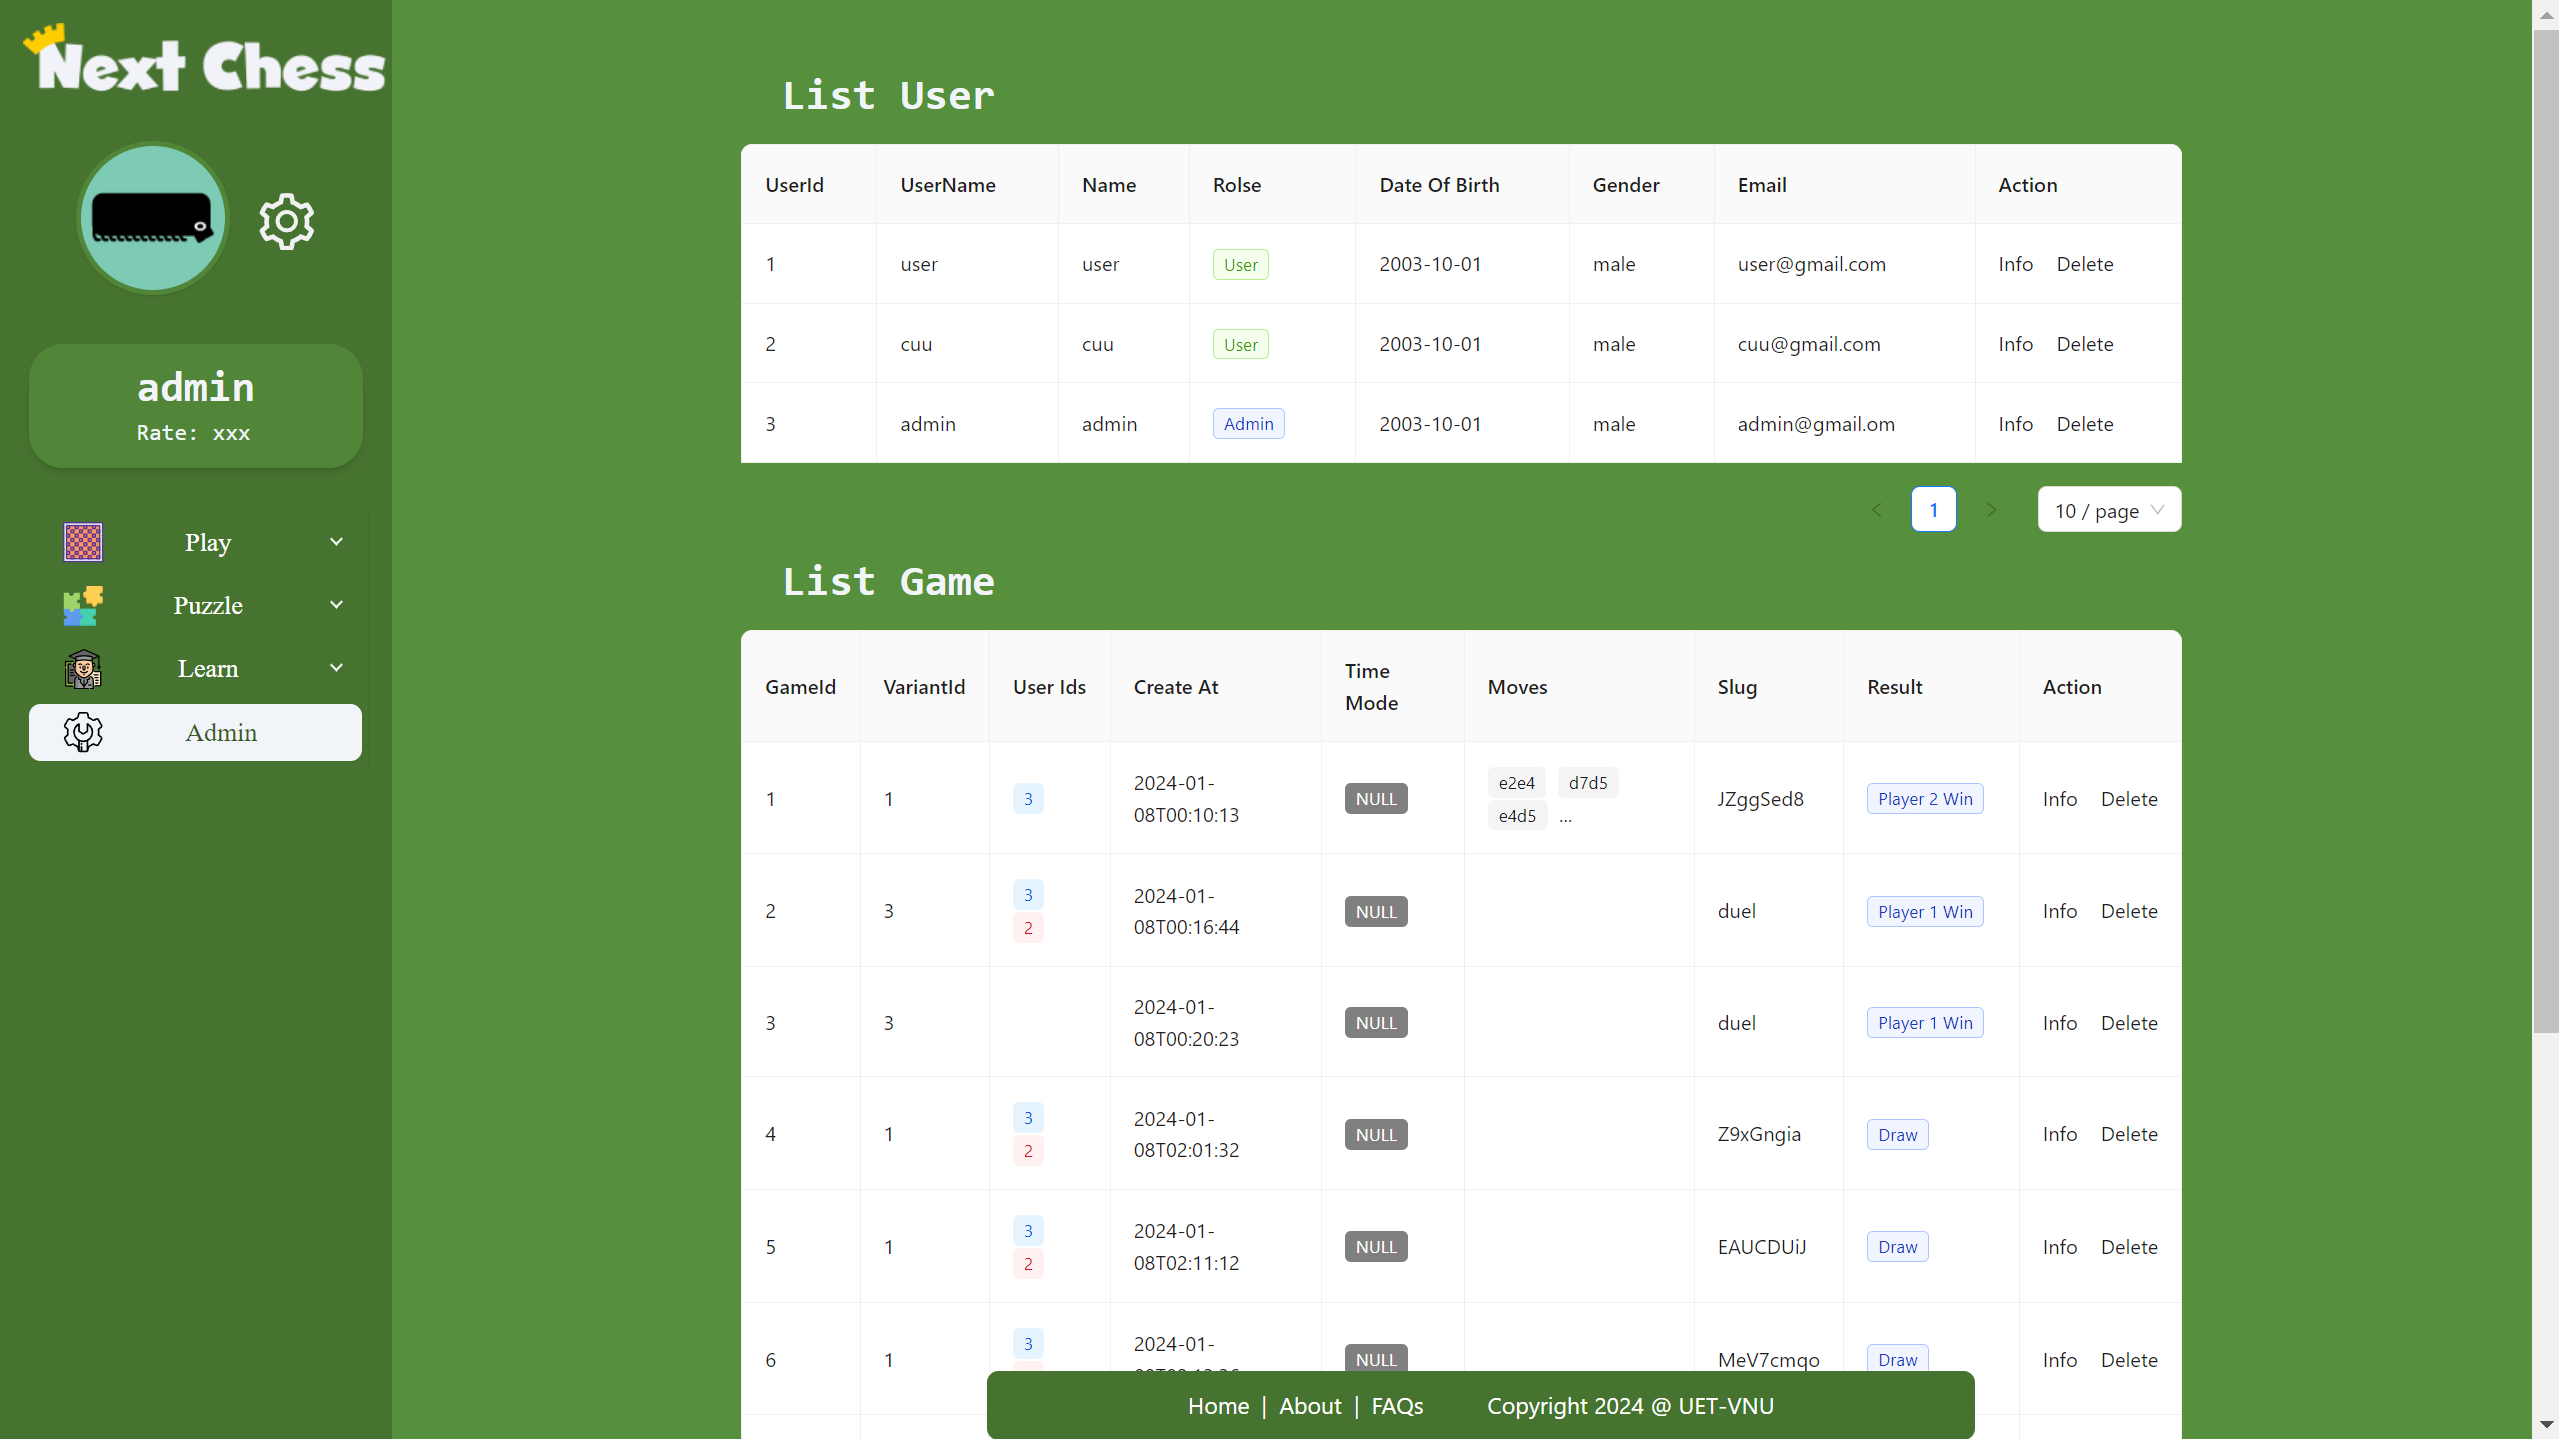 Next Chess
admin
Rate: xxx
Play
Puzzle
Learn
Admin
List User
UserId UserName Name Rolse Date Of Birth Gender Email Action
1 user user User 2003-10-01 male user@gmail.com Info Delete
2 cuu cuu User 2003-10-01 male cuu@gmail.com Info Delete
3 admin admin Admin 2003-10-01 male admin@gmail.om Info Delete
< 1 > 10 / page
List Game
GameId VariantId User Ids Create At Time Mode Moves Slug Result Action
1 1 3 2024-01-08T00:10:13 NULL e2e4 d7d5 e4d5 ... JZggSed8 Player 2 Win Info Delete
2 3 3 2 2024-01-08T00:16:44 NULL duel Player 1 Win Info Delete
3 3 2024-01-08T00:20:23 NULL duel Player 1 Win Info Delete
4 1 3 2 2024-01-08T02:01:32 NULL Z9xGngia Draw Info Delete
5 1 3 2 2024-01-08T02:11:12 NULL EAUCDUiJ Draw Info Delete
6 1 3 2024-01- NULL MeV7cmqo Draw Info Delete
Home | About | FAQs Copyright 2024 @ UET-VNU